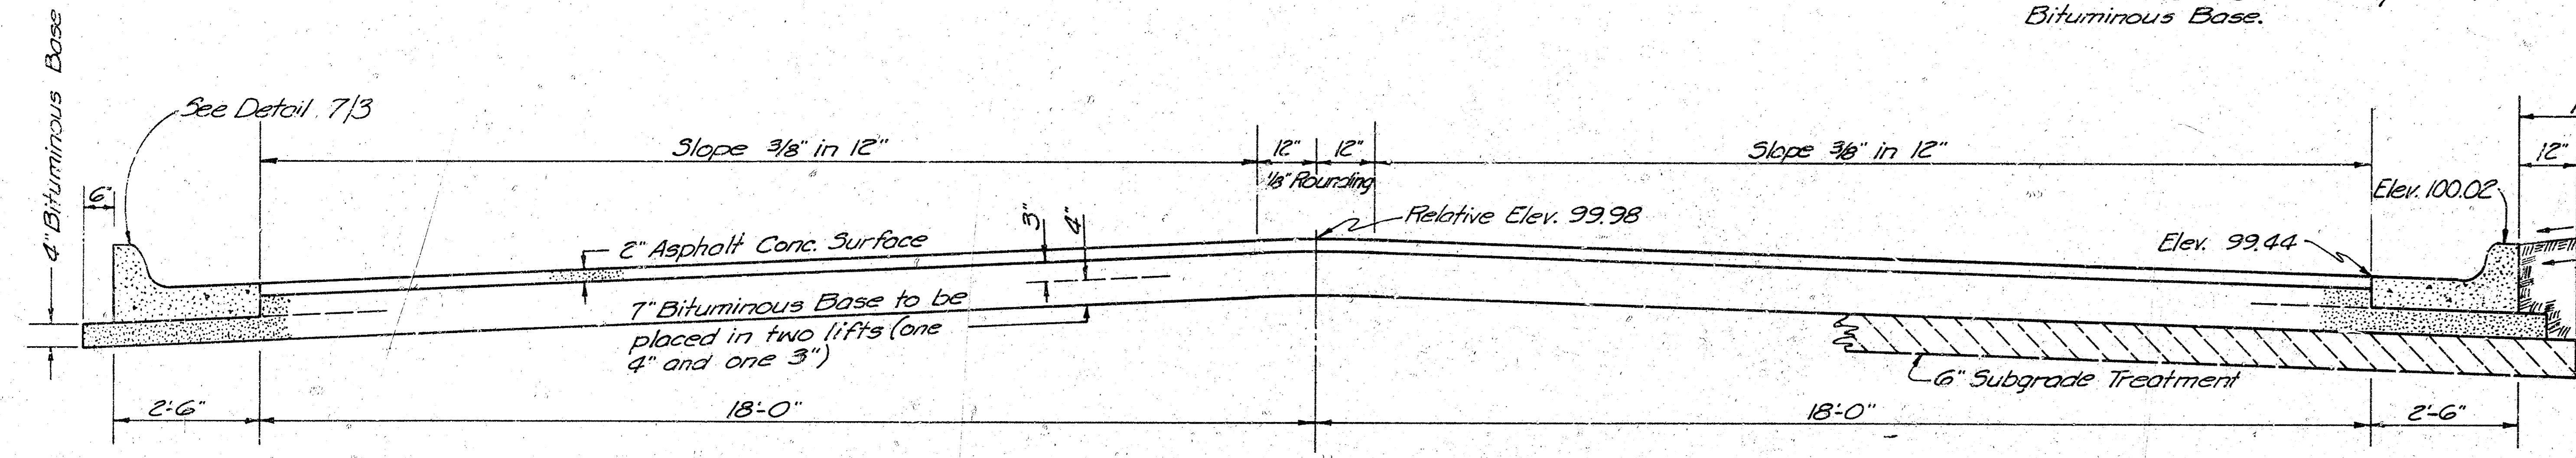 Bituminous Base.
4" Bituminous Base
See Detail 7/3
Slope 3/8" in 12"
12"
12"
Slope 3/8" in 12"
12"
6"
1/8" Rounding
Elev. 100.02
3"
4"
Relative Elev. 99.98
2" Asphalt Conc. Surface
Elev. 99.44
7" Bituminous Base to be
placed in two lifts (one
4" and one 3")
6" Subgrade Treatment
2'-6"
18'-0"
18'-0"
2'-6"